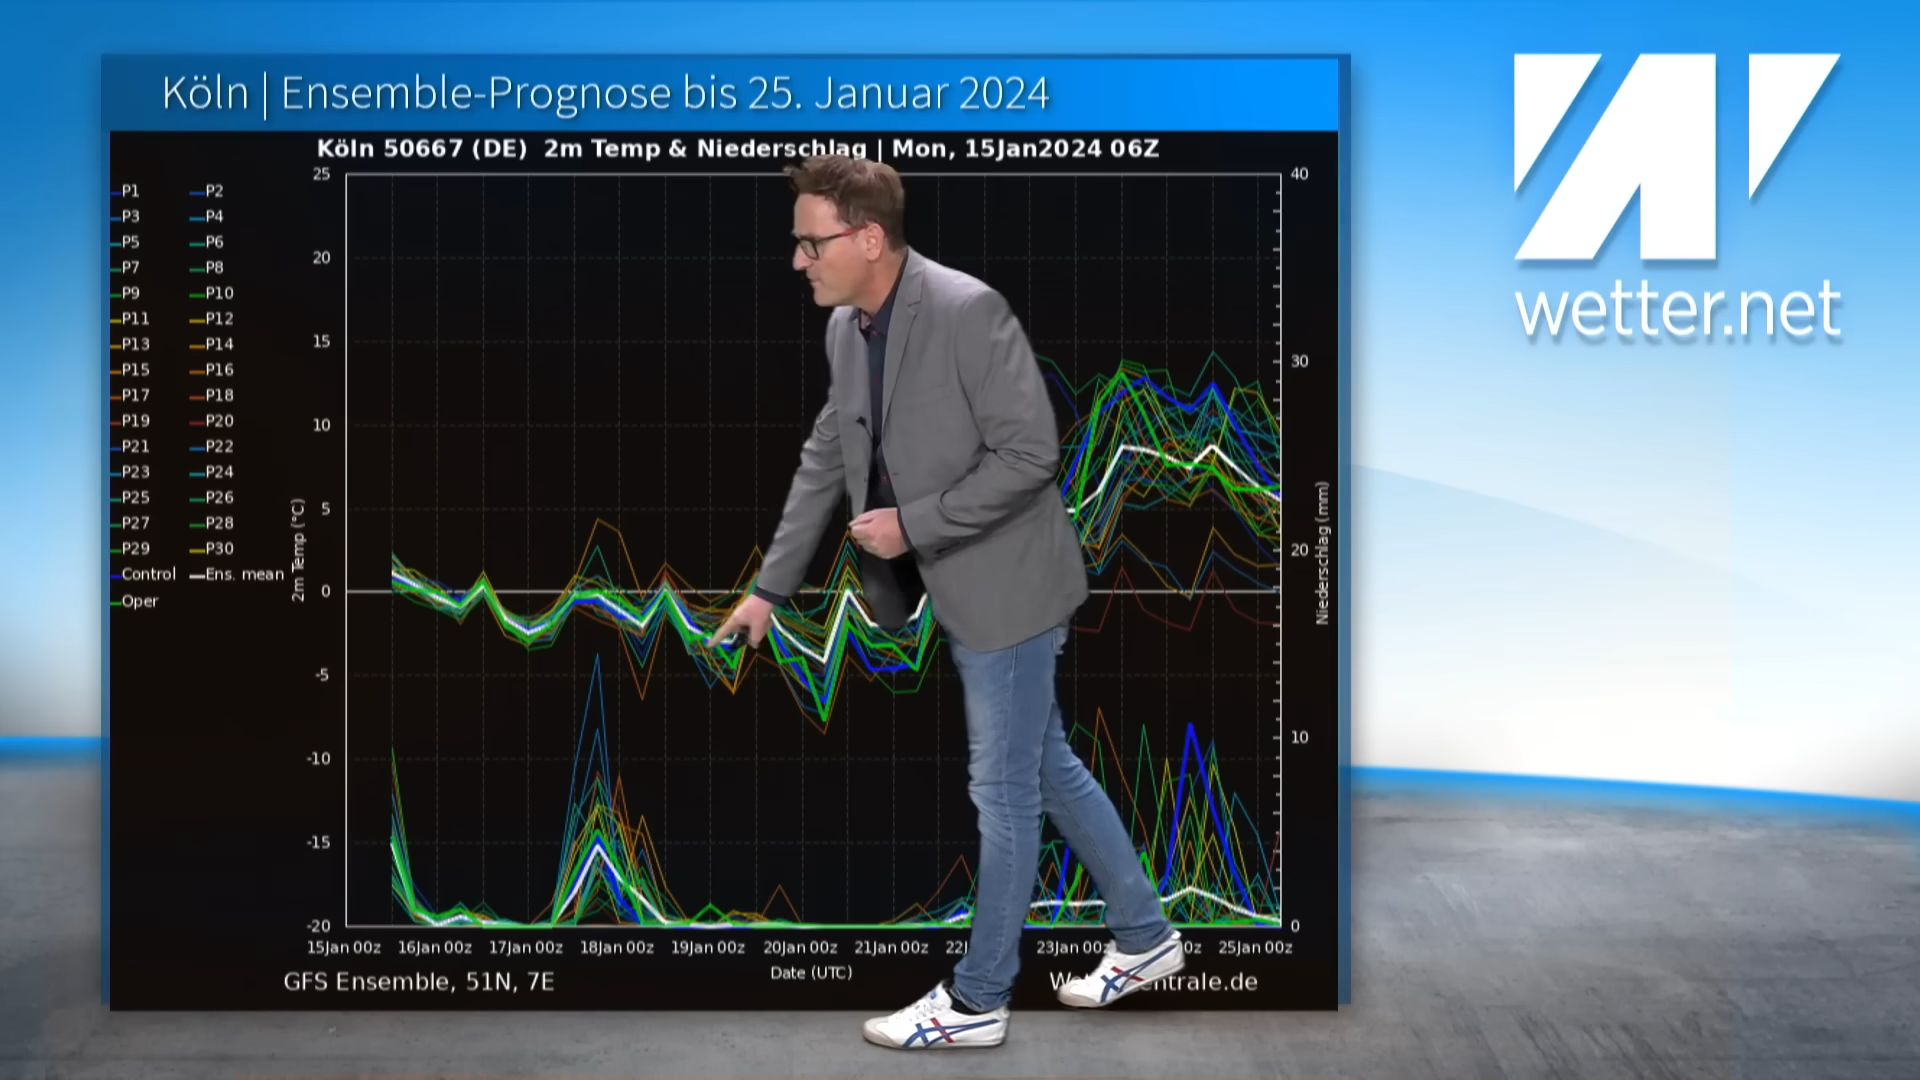 Köln | Ensemble-Prognose bis 25. Januar 2024
Köln 50667 (DE) 2m Temp & Niederschlag | Mon, 15Jan2024 06Z
P1 P2
P3 P4
P5 P6
P7 P8
P9 P10
P11 P12
P13 P14
P15 P16
P17 P18
P19 P20
P21 P22
P23 P24
P25 P26
P27 P28
P29 P30
Control Ens. mean
Oper
2m Temp (°C)
25
20
15
10
5
0
-5
-10
-15
-20
40
30
20
10
0
Niederschlag (mm)
15Jan 00z 16Jan 00z 17Jan 00z 18Jan 00z 19Jan 00z 20Jan 00z 21Jan 00z 22J 23Jan 00z 0z 25Jan 00z
Date (UTC)
GFS Ensemble, 51N, 7E
We ntrale.de
wetter.net